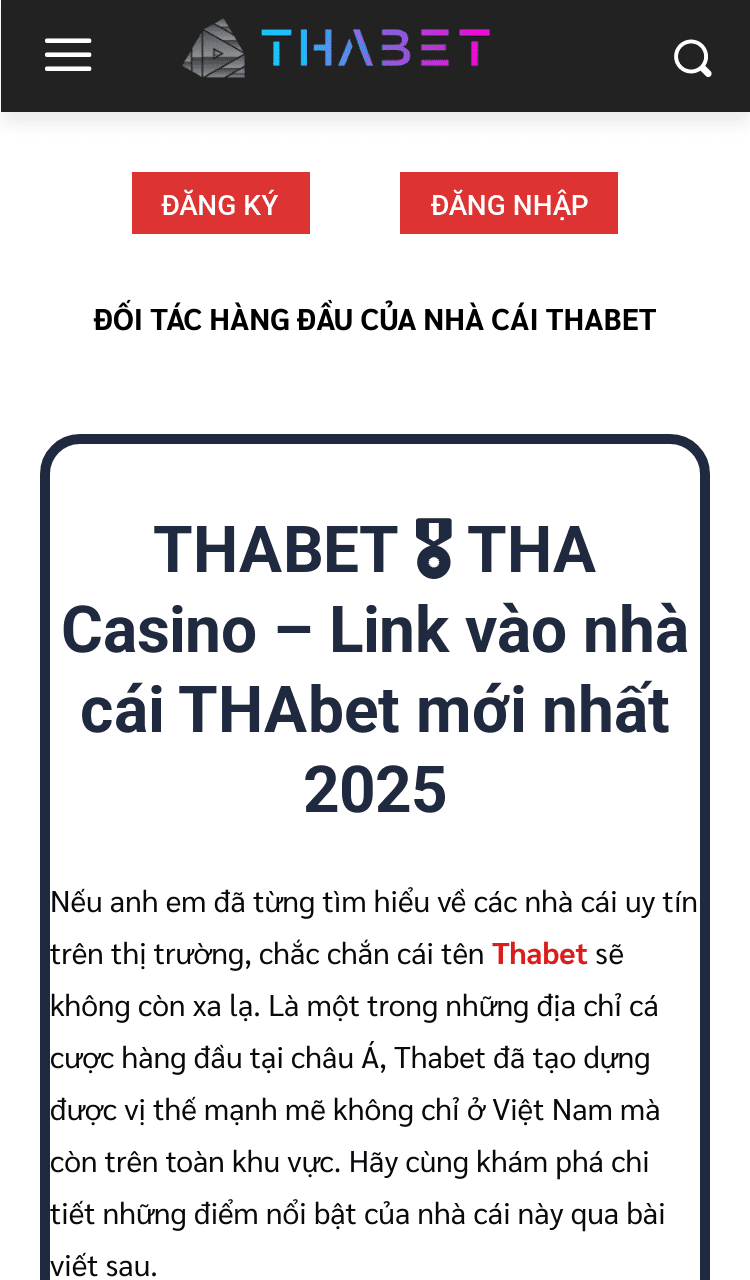 THABET
ĐĂNG KÝ
ĐĂNG NHẬP
ĐỐI TÁC HÀNG ĐẦU CỦA NHÀ CÁI THABET
THABET 🎖 THA
Casino – Link vào nhà
cái THAbet mới nhất
2025
Nếu anh em đã từng tìm hiểu về các nhà cái uy tín
trên thị trường, chắc chắn cái tên Thabet sẽ
không còn xa lạ. Là một trong những địa chỉ cá
cược hàng đầu tại châu Á, Thabet đã tạo dựng
được vị thế mạnh mẽ không chỉ ở Việt Nam mà
còn trên toàn khu vực. Hãy cùng khám phá chi
tiết những điểm nổi bật của nhà cái này qua bài
viết sau.